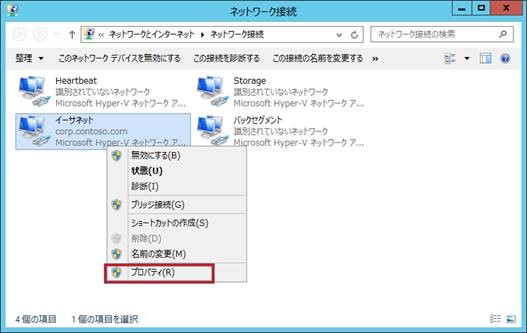 ネットワーク接続
ネットワークとインターネット ▸ ネットワーク接続
ネットワーク接続の検索
整理 このネットワーク デバイスを無効にする この接続を診断する この接続の名前を変更する »
Heartbeat
識別されていないネットワーク
Microsoft Hyper-V ネットワーク ア...
Storage
識別されていないネットワーク
Microsoft Hyper-V ネットワーク ア...
イーサネット
corp.contoso.com
Microsoft Hyper-V ネットワーク ア...
バックセグメント
識別されていないネットワーク
Microsoft Hyper-V ネットワーク ア...
無効にする(B)
状態(U)
診断(I)
ブリッジ接続(G)
ショートカットの作成(S)
削除(D)
名前の変更(M)
プロパティ(R)
4 個の項目 1 個の項目を選択